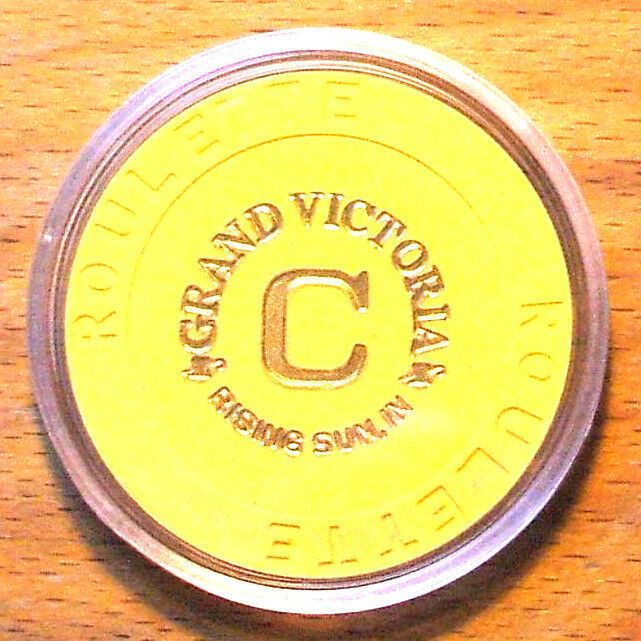 ROULETTE
GRAND VICTORIA
C
RISING SUN, IN
ROULETTE